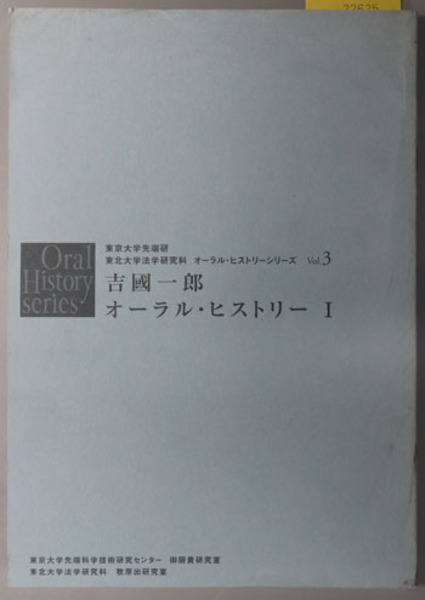 22625
Oral
History
series
東京大学先端研
東北大学法学研究科 オーラル・ヒストリーシリーズ Vol.3
吉國一郎
オーラル・ヒストリー I
東京大学先端科学技術研究センター 御厨貴研究室
東北大学法学研究科 牧原出研究室